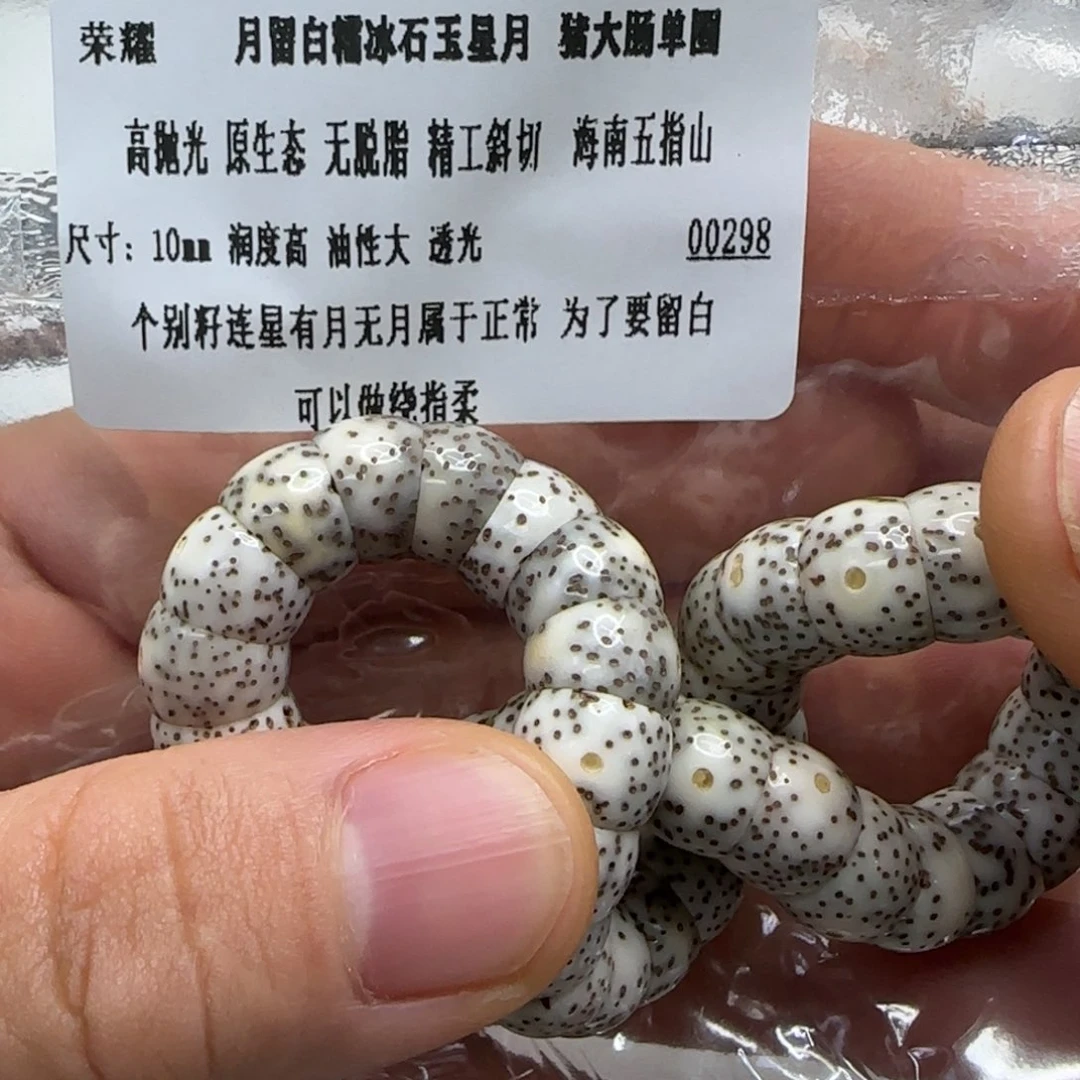 荣耀 月留白糯冰石玉星月 猪大肠单圈
高抛光 原生态 无脱脂 精工斜切 海南五指山
尺寸: 10mm 润度高 油性大 透光 00298
个别籽连星有月无月属于正常 为了要留白
可以做绕指柔